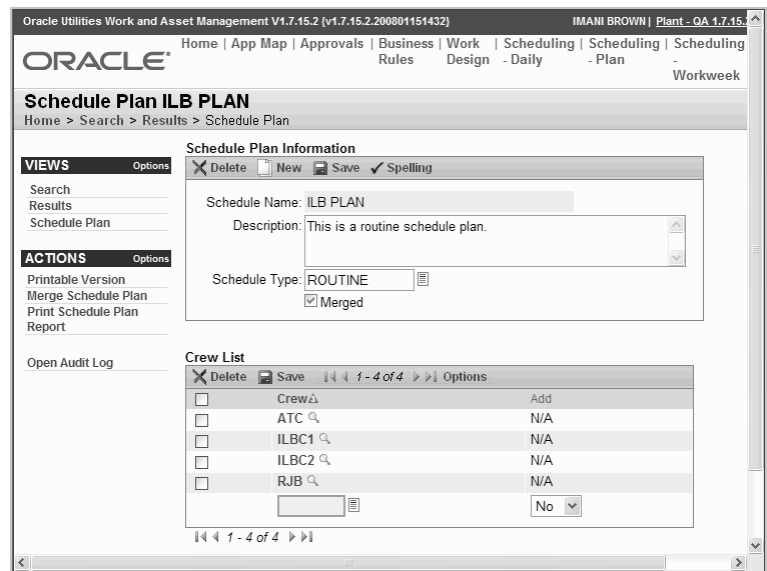 Oracle Utilities Work and Asset Management V1.7.15.2 {v1.7.15.2.200801151432}
IMANI BROWN | Plant - QA 1.7.15.
ORACLE
Home | App Map | Approvals | Business Rules | Work Design | Scheduling - Daily | Scheduling - Plan | Scheduling - Workweek
Schedule Plan ILB PLAN
Home > Search > Results > Schedule Plan
VIEWS Options
Search
Results
Schedule Plan
ACTIONS Options
Printable Version
Merge Schedule Plan
Print Schedule Plan
Report
Open Audit Log
Schedule Plan Information
Delete New Save Spelling
Schedule Name: ILB PLAN
Description: This is a routine schedule plan.
Schedule Type: ROUTINE
Merged
Crew List
Delete Save 1 - 4 of 4 Options
Crew Add
ATC N/A
ILBC1 N/A
ILBC2 N/A
RJB N/A
No
1 - 4 of 4